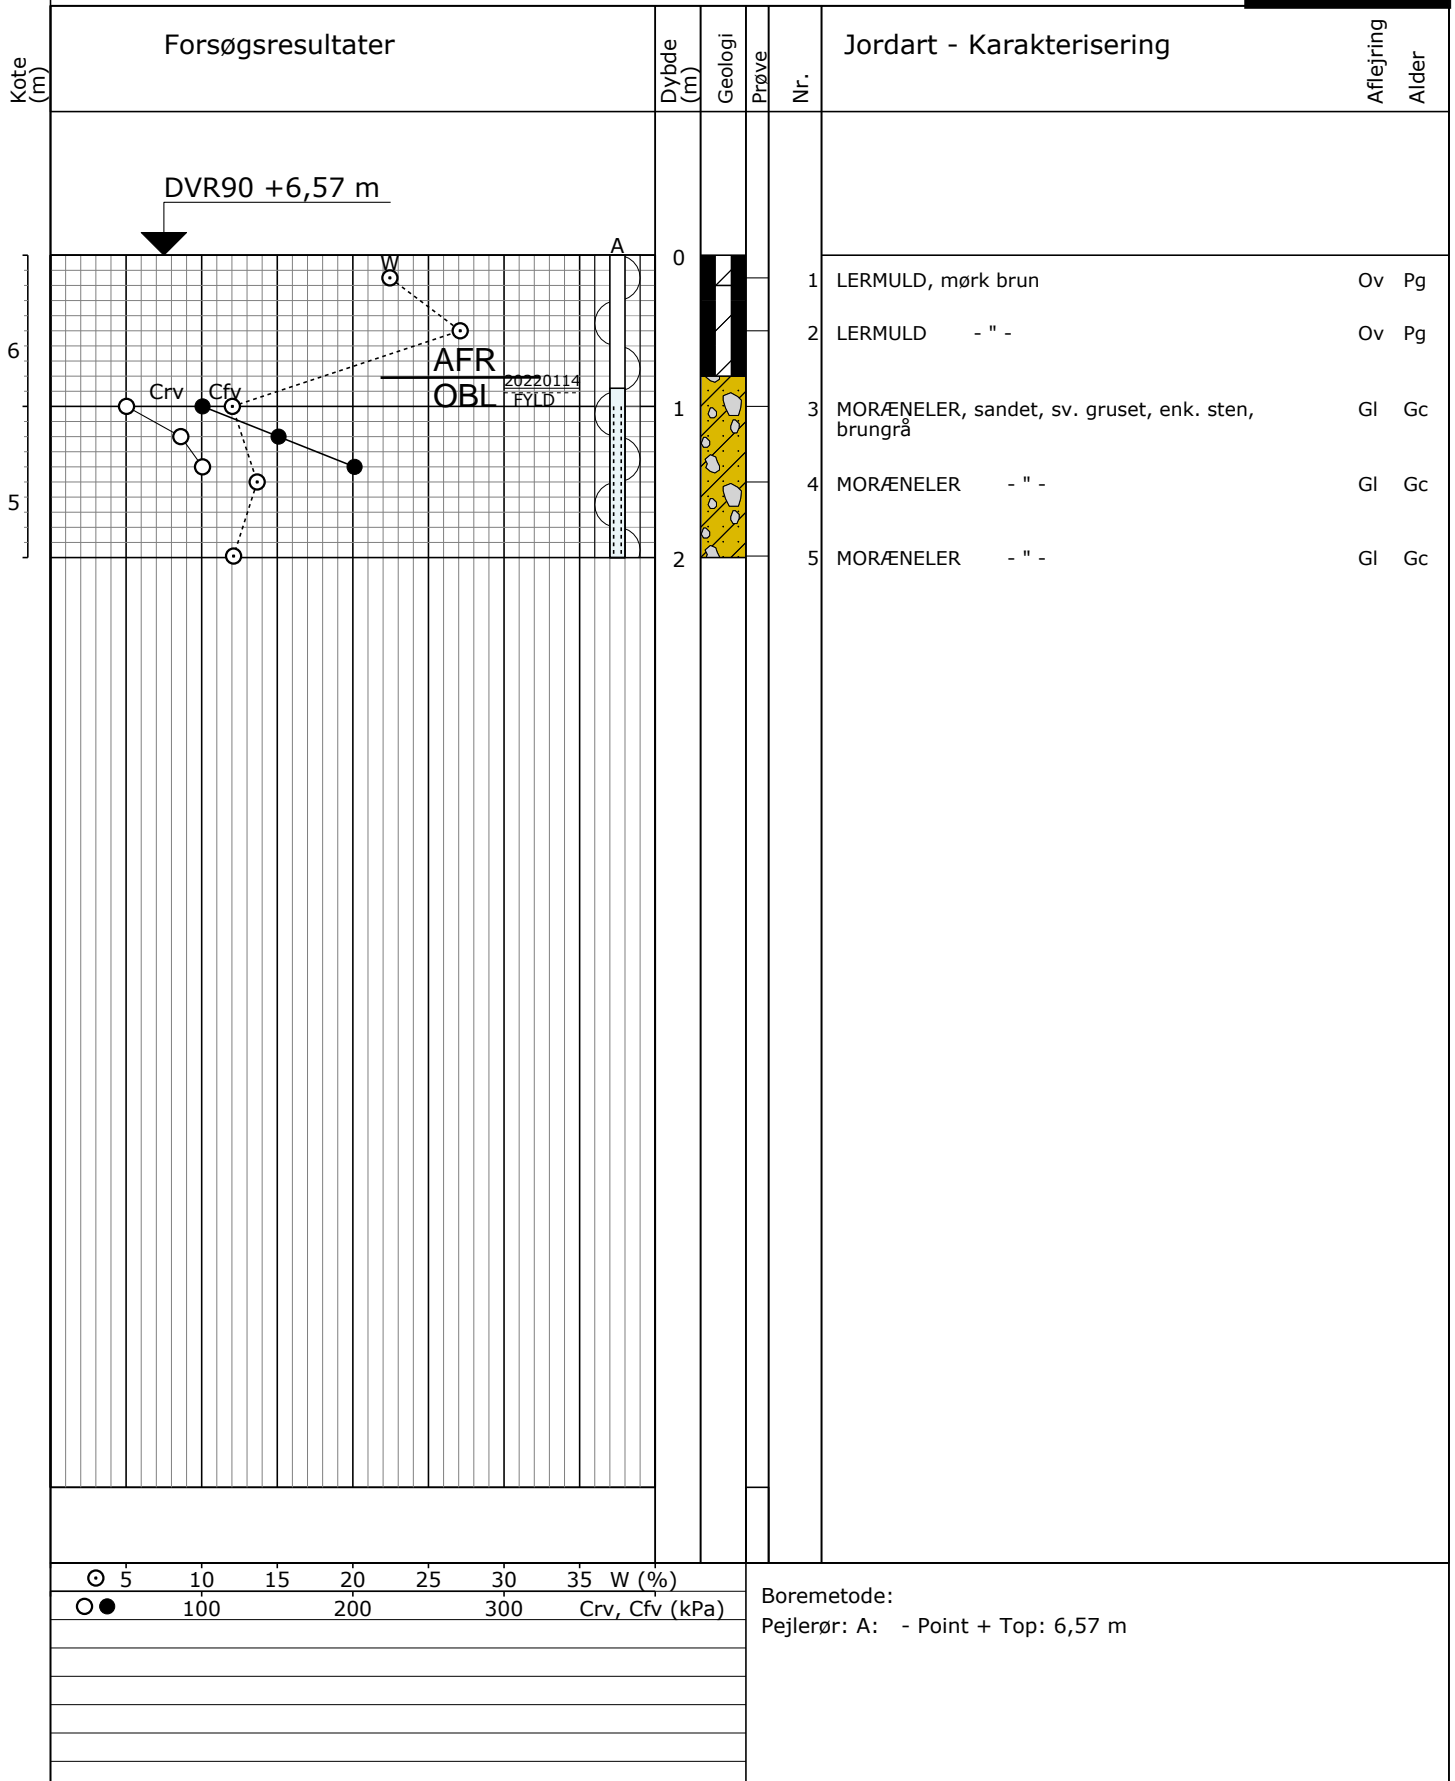 Kote (m)
Forsøgsresultater
Dybde (m)
Geologi
Prøve
Nr.
Jordart - Karakterisering
Aflejring
Alder
DVR90 +6,57 m
A
0
W
1 LERMULD, mørk brun Ov Pg
2 LERMULD - " - Ov Pg
6
AFR
OBL
20220114
FYLD
Crv
Cfv
1
3 MORÆNELER, sandet, sv. gruset, enk. sten, Gl Gc
brungrå
4 MORÆNELER - " - Gl Gc
5
2
5 MORÆNELER - " - Gl Gc
5 10 15 20 25 30 35 W (%)
100 200 300 Crv, Cfv (kPa)
Boremetode:
Pejlerør: A: - Point + Top: 6,57 m